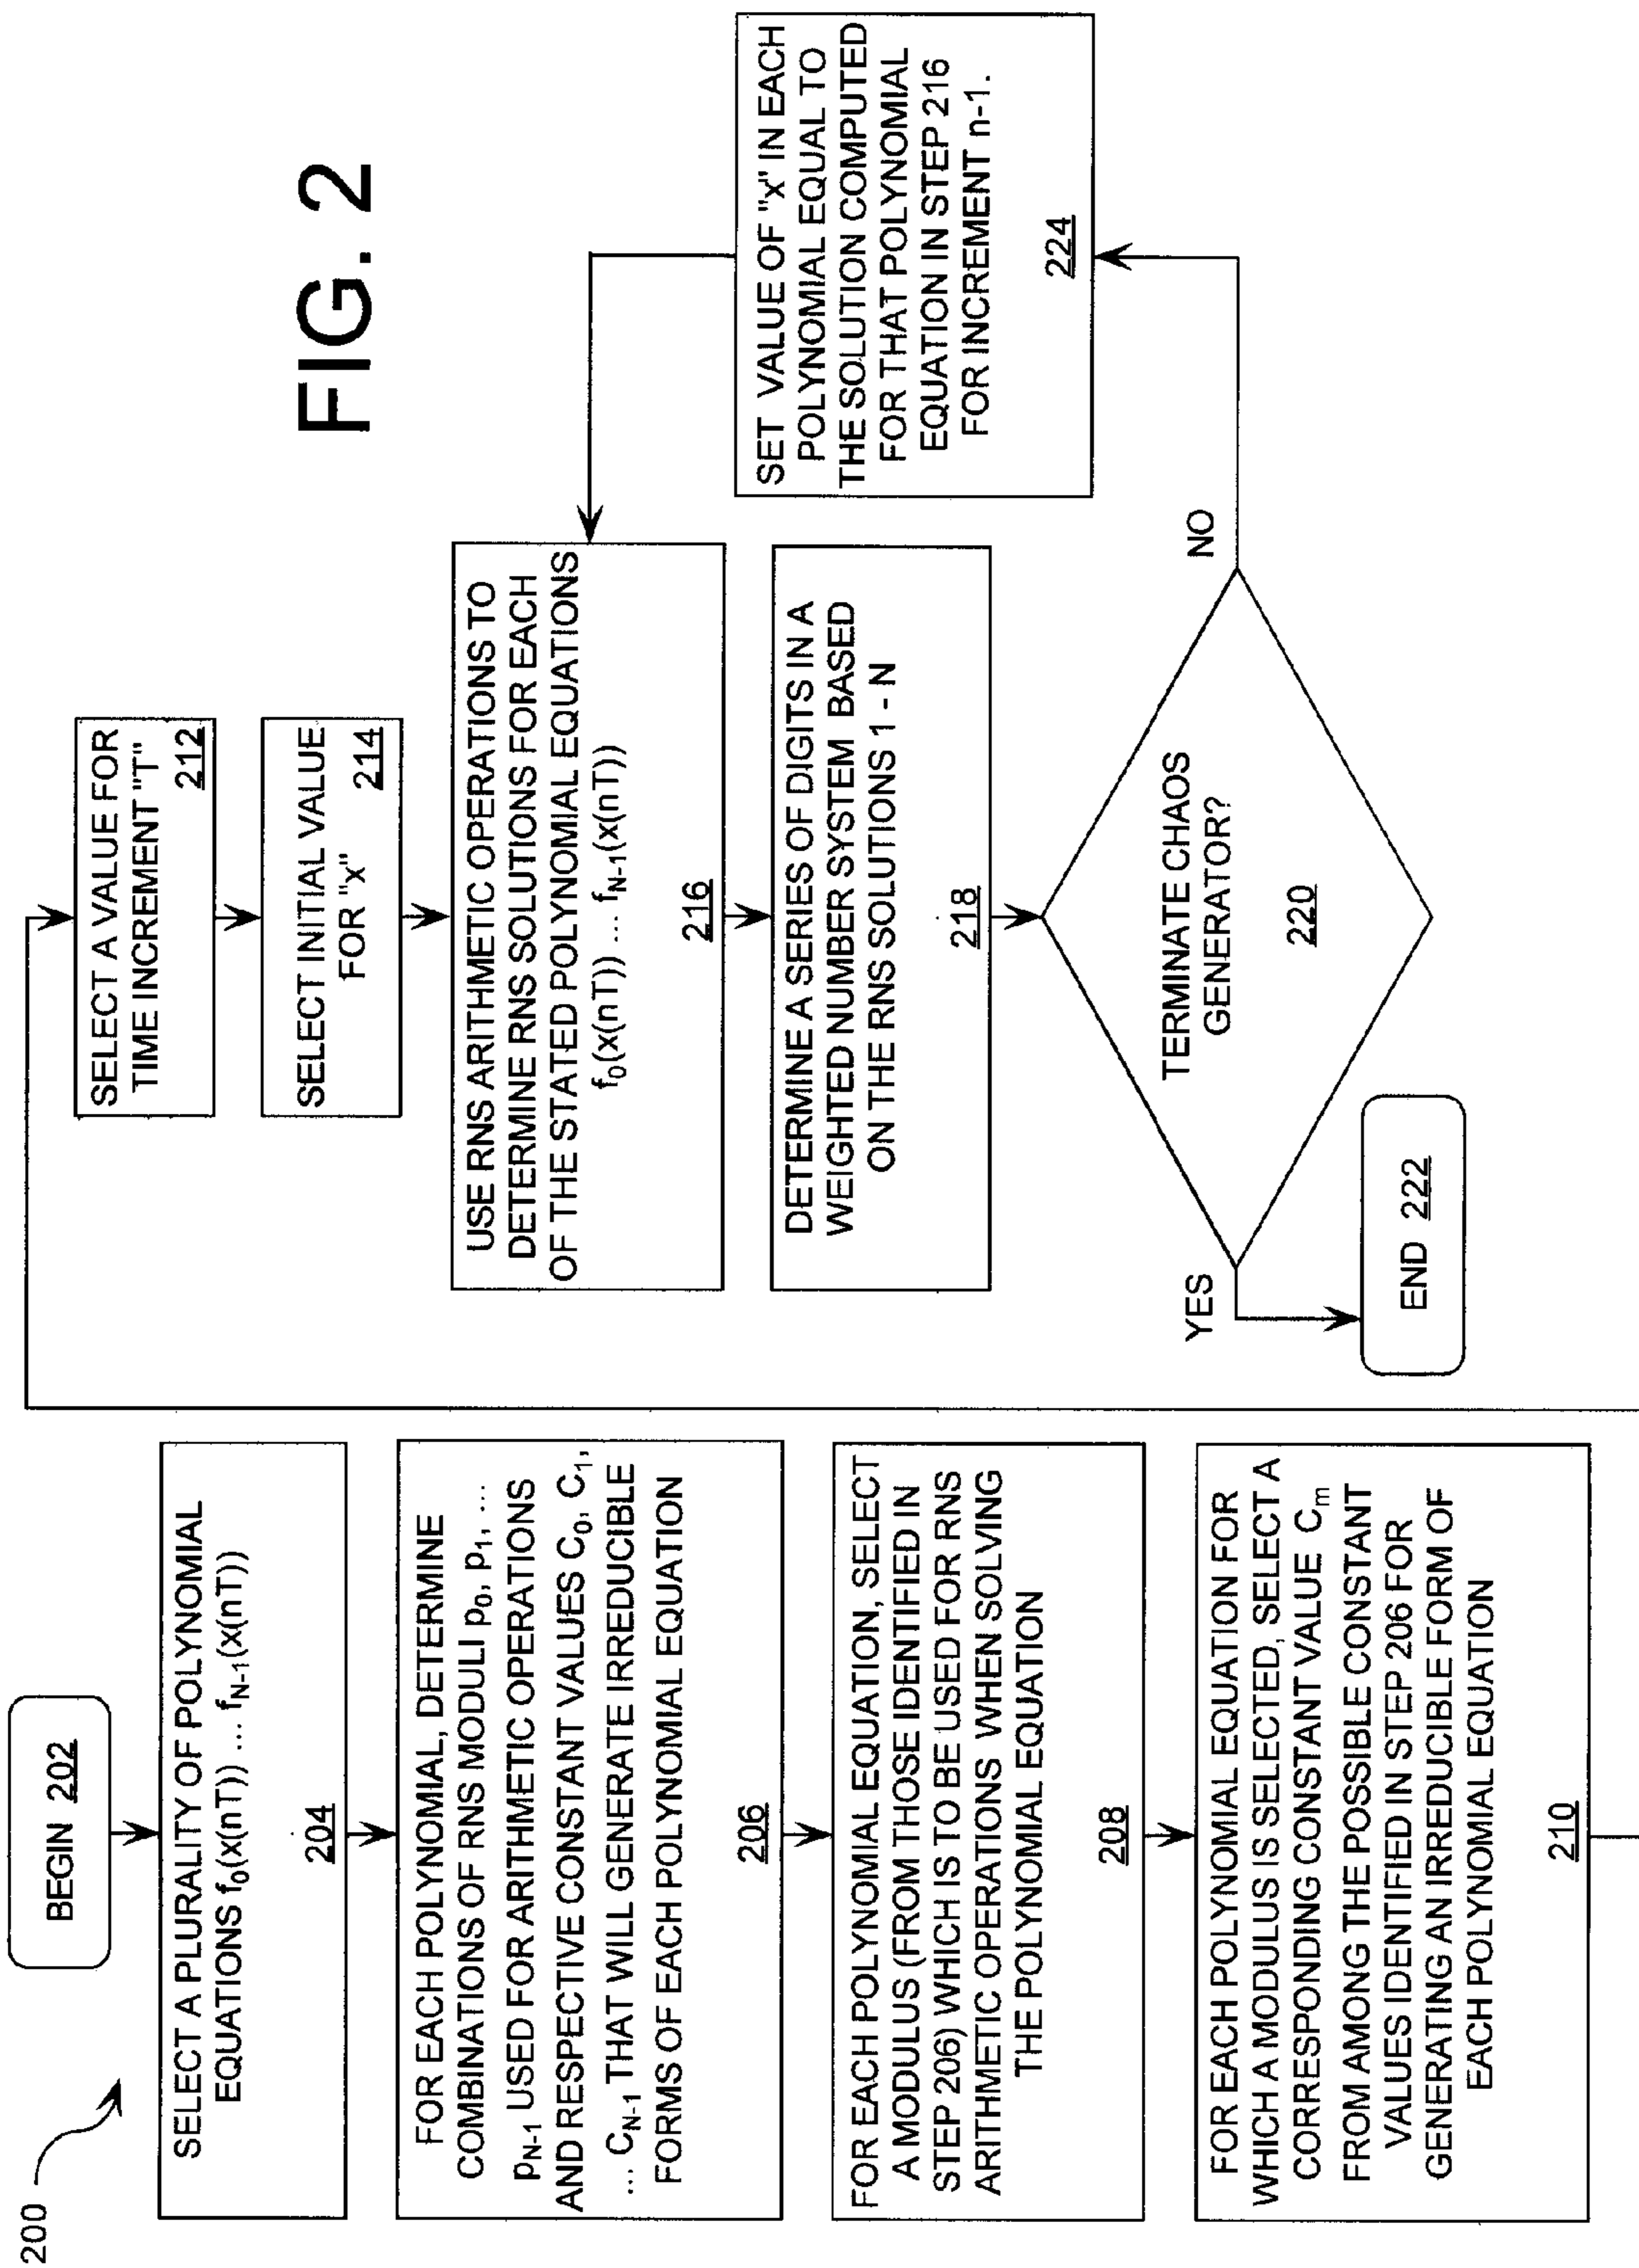 FIG. 2
200
BEGIN 202
SELECT A PLURALITY OF POLYNOMIAL
EQUATIONS f0(x(nT)) ... fN-1(x(nT))
204
FOR EACH POLYNOMIAL, DETERMINE
COMBINATIONS OF RNS MODULI p0, p1, ...
pN-1 USED FOR ARITHMETIC OPERATIONS
AND RESPECTIVE CONSTANT VALUES C0, C1,
... CN-1 THAT WILL GENERATE IRREDUCIBLE
FORMS OF EACH POLYNOMIAL EQUATION
206
FOR EACH POLYNOMIAL EQUATION, SELECT
A MODULUS (FROM THOSE IDENTIFIED IN
STEP 206) WHICH IS TO BE USED FOR RNS
ARITHMETIC OPERATIONS WHEN SOLVING
THE POLYNOMIAL EQUATION
208
FOR EACH POLYNOMIAL EQUATION FOR
WHICH A MODULUS IS SELECTED, SELECT A
CORRESPONDING CONSTANT VALUE Cm
FROM AMONG THE POSSIBLE CONSTANT
VALUES IDENTIFIED IN STEP 206 FOR
GENERATING AN IRREDUCIBLE FORM OF
EACH POLYNOMIAL EQUATION
210
SELECT A VALUE FOR
TIME INCREMENT "T"
212
SELECT INITIAL VALUE
FOR "x"
214
USE RNS ARITHMETIC OPERATIONS TO
DETERMINE RNS SOLUTIONS FOR EACH
OF THE STATED POLYNOMIAL EQUATIONS
f0(x(nT)) ... fN-1(x(nT))
216
DETERMINE A SERIES OF DIGITS IN A
WEIGHTED NUMBER SYSTEM BASED
ON THE RNS SOLUTIONS 1 - N
218
TERMINATE CHAOS
GENERATOR?
220
YES
NO
END 222
SET VALUE OF "x" IN EACH
POLYNOMIAL EQUAL TO
THE SOLUTION COMPUTED
FOR THAT POLYNOMIAL
EQUATION IN STEP 216
FOR INCREMENT n-1.
224